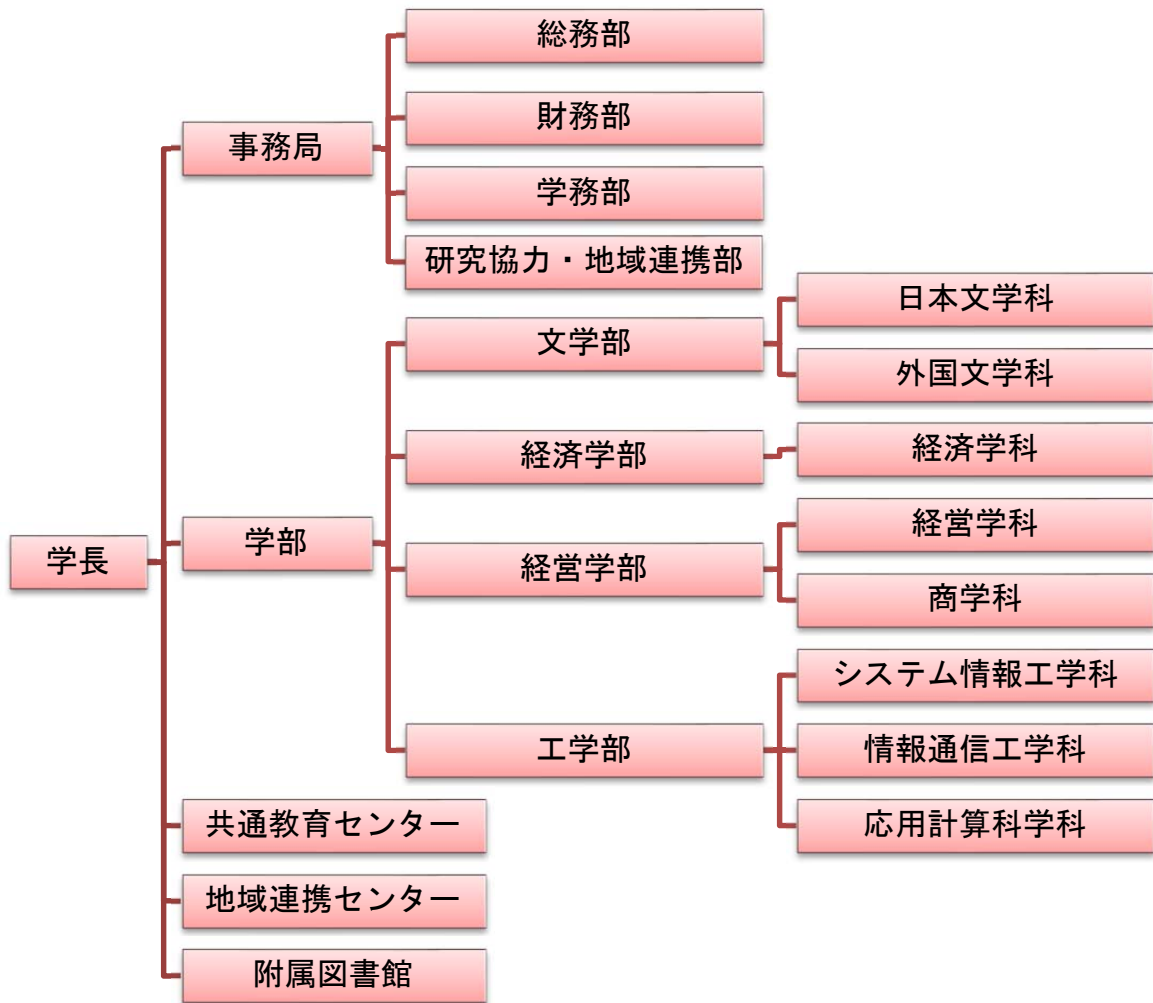 学長
事務局
総務部
財務部
学務部
研究協力・地域連携部
学部
文学部
日本文学科
外国文学科
経済学部
経済学科
経営学部
経営学科
商学科
工学部
システム情報工学科
情報通信工学科
応用計算科学科
共通教育センター
地域連携センター
附属図書館